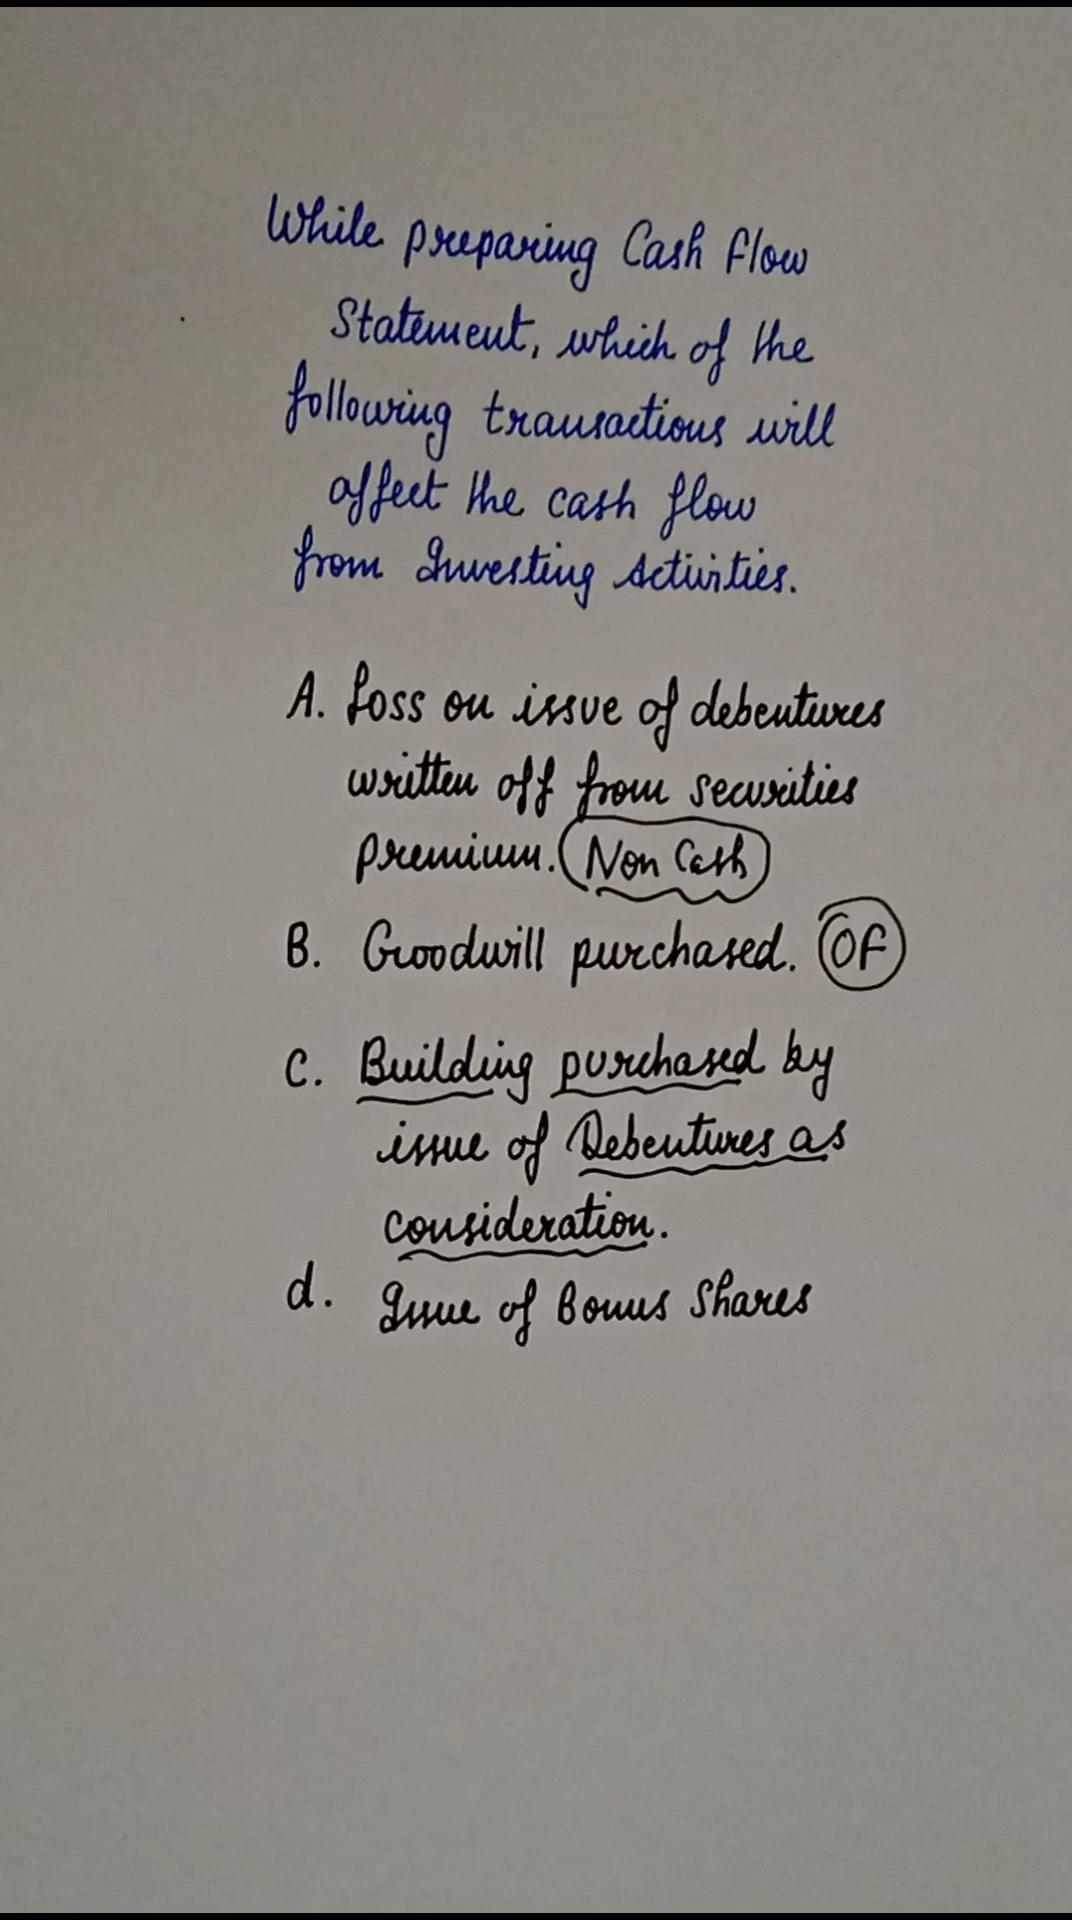 While preparing Cash flow
Statement, which of the
following transactions will
affect the cash flow
from Investing Activities.
A. Loss on issue of debentures
written off from securities
premium. Non Cash
B. Goodwill purchased. OF
C. Building purchased by
issue of Debentures as
consideration.
d. Issue of Bonus Shares